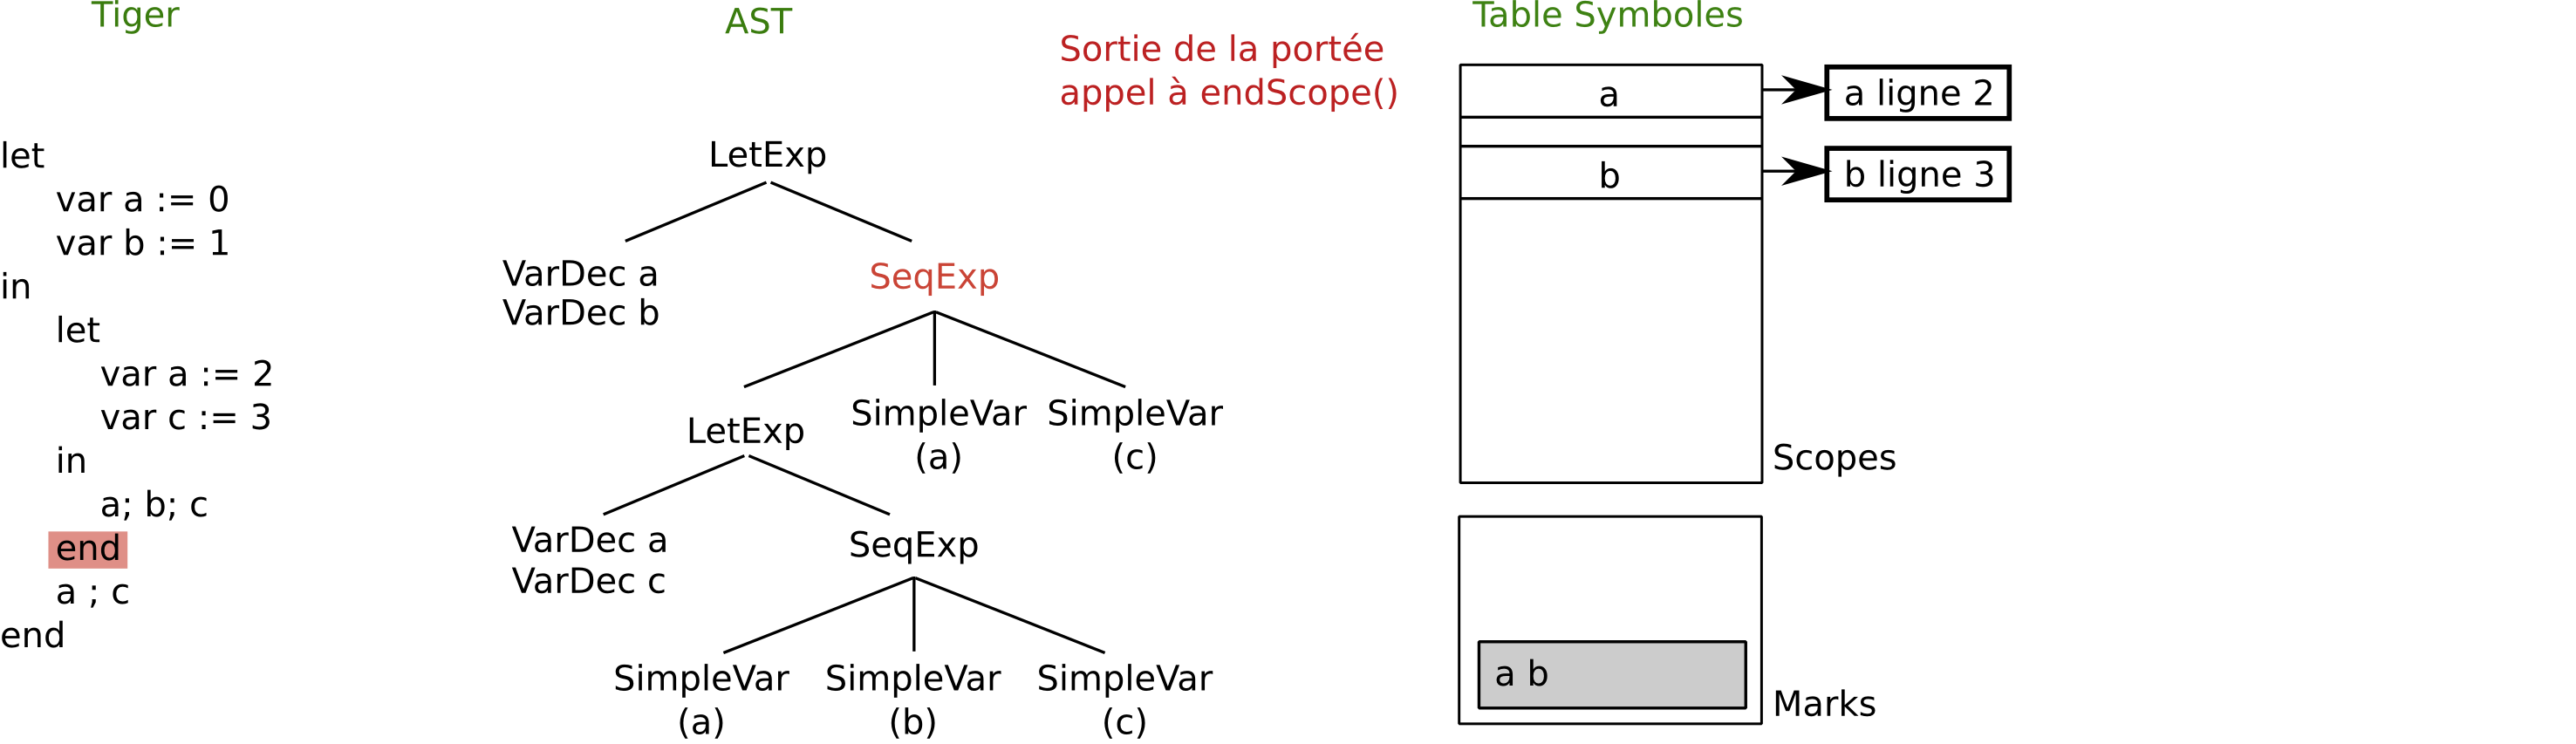 Tiger
let
var a := 0
var b := 1
in
let
var a := 2
var c := 3
in
a; b; c
end
a ; c
end
AST
LetExp
VarDec a
VarDec b
SeqExp
LetExp
SimpleVar
(a)
SimpleVar
(c)
VarDec a
VarDec c
SeqExp
SimpleVar
(a)
SimpleVar
(b)
SimpleVar
(c)
Sortie de la portée
appel à endScope()
Table Symboles
a
a ligne 2
b
b ligne 3
Scopes
a b
Marks